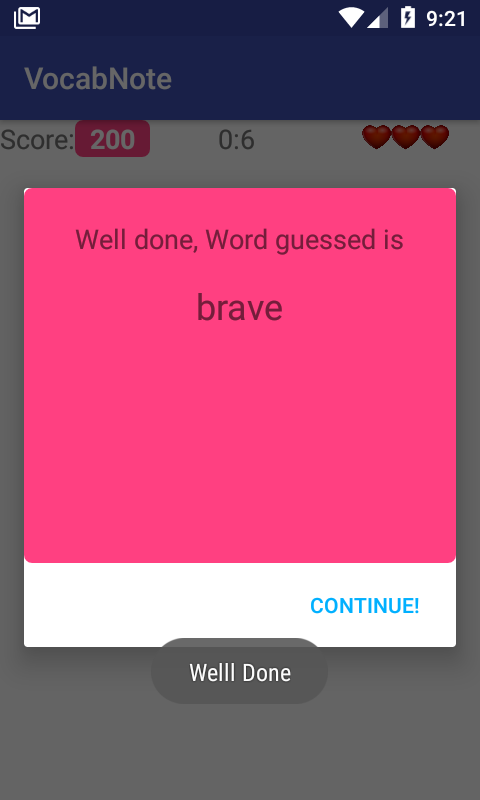 9:21
VocabNote
Score: 200 0:6
Well done, Word guessed is
brave
CONTINUE!
Welll Done